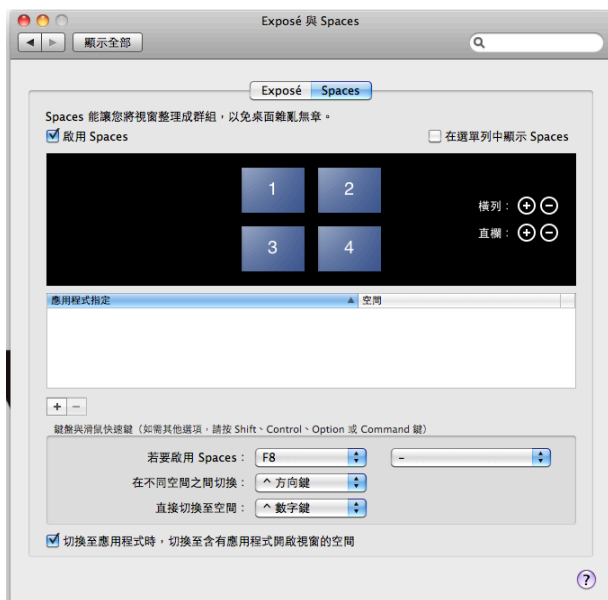 Exposé 與 Spaces
顯示全部
Exposé Spaces
Spaces 能讓您將視窗整理成群組，以免桌面雜亂無章。
啟用 Spaces 在選單列中顯示 Spaces
1 2
橫列：
直欄：
3 4
應用程式指定 空間
鍵盤與滑鼠快速鍵（如需其他選項，請按 Shift、Control、Option 或 Command 鍵）
若要啟用 Spaces： F8 –
在不同空間之間切換： ^ 方向鍵
直接切換至空間： ^ 數字鍵
切換至應用程式時，切換至含有應用程式開啟視窗的空間
?